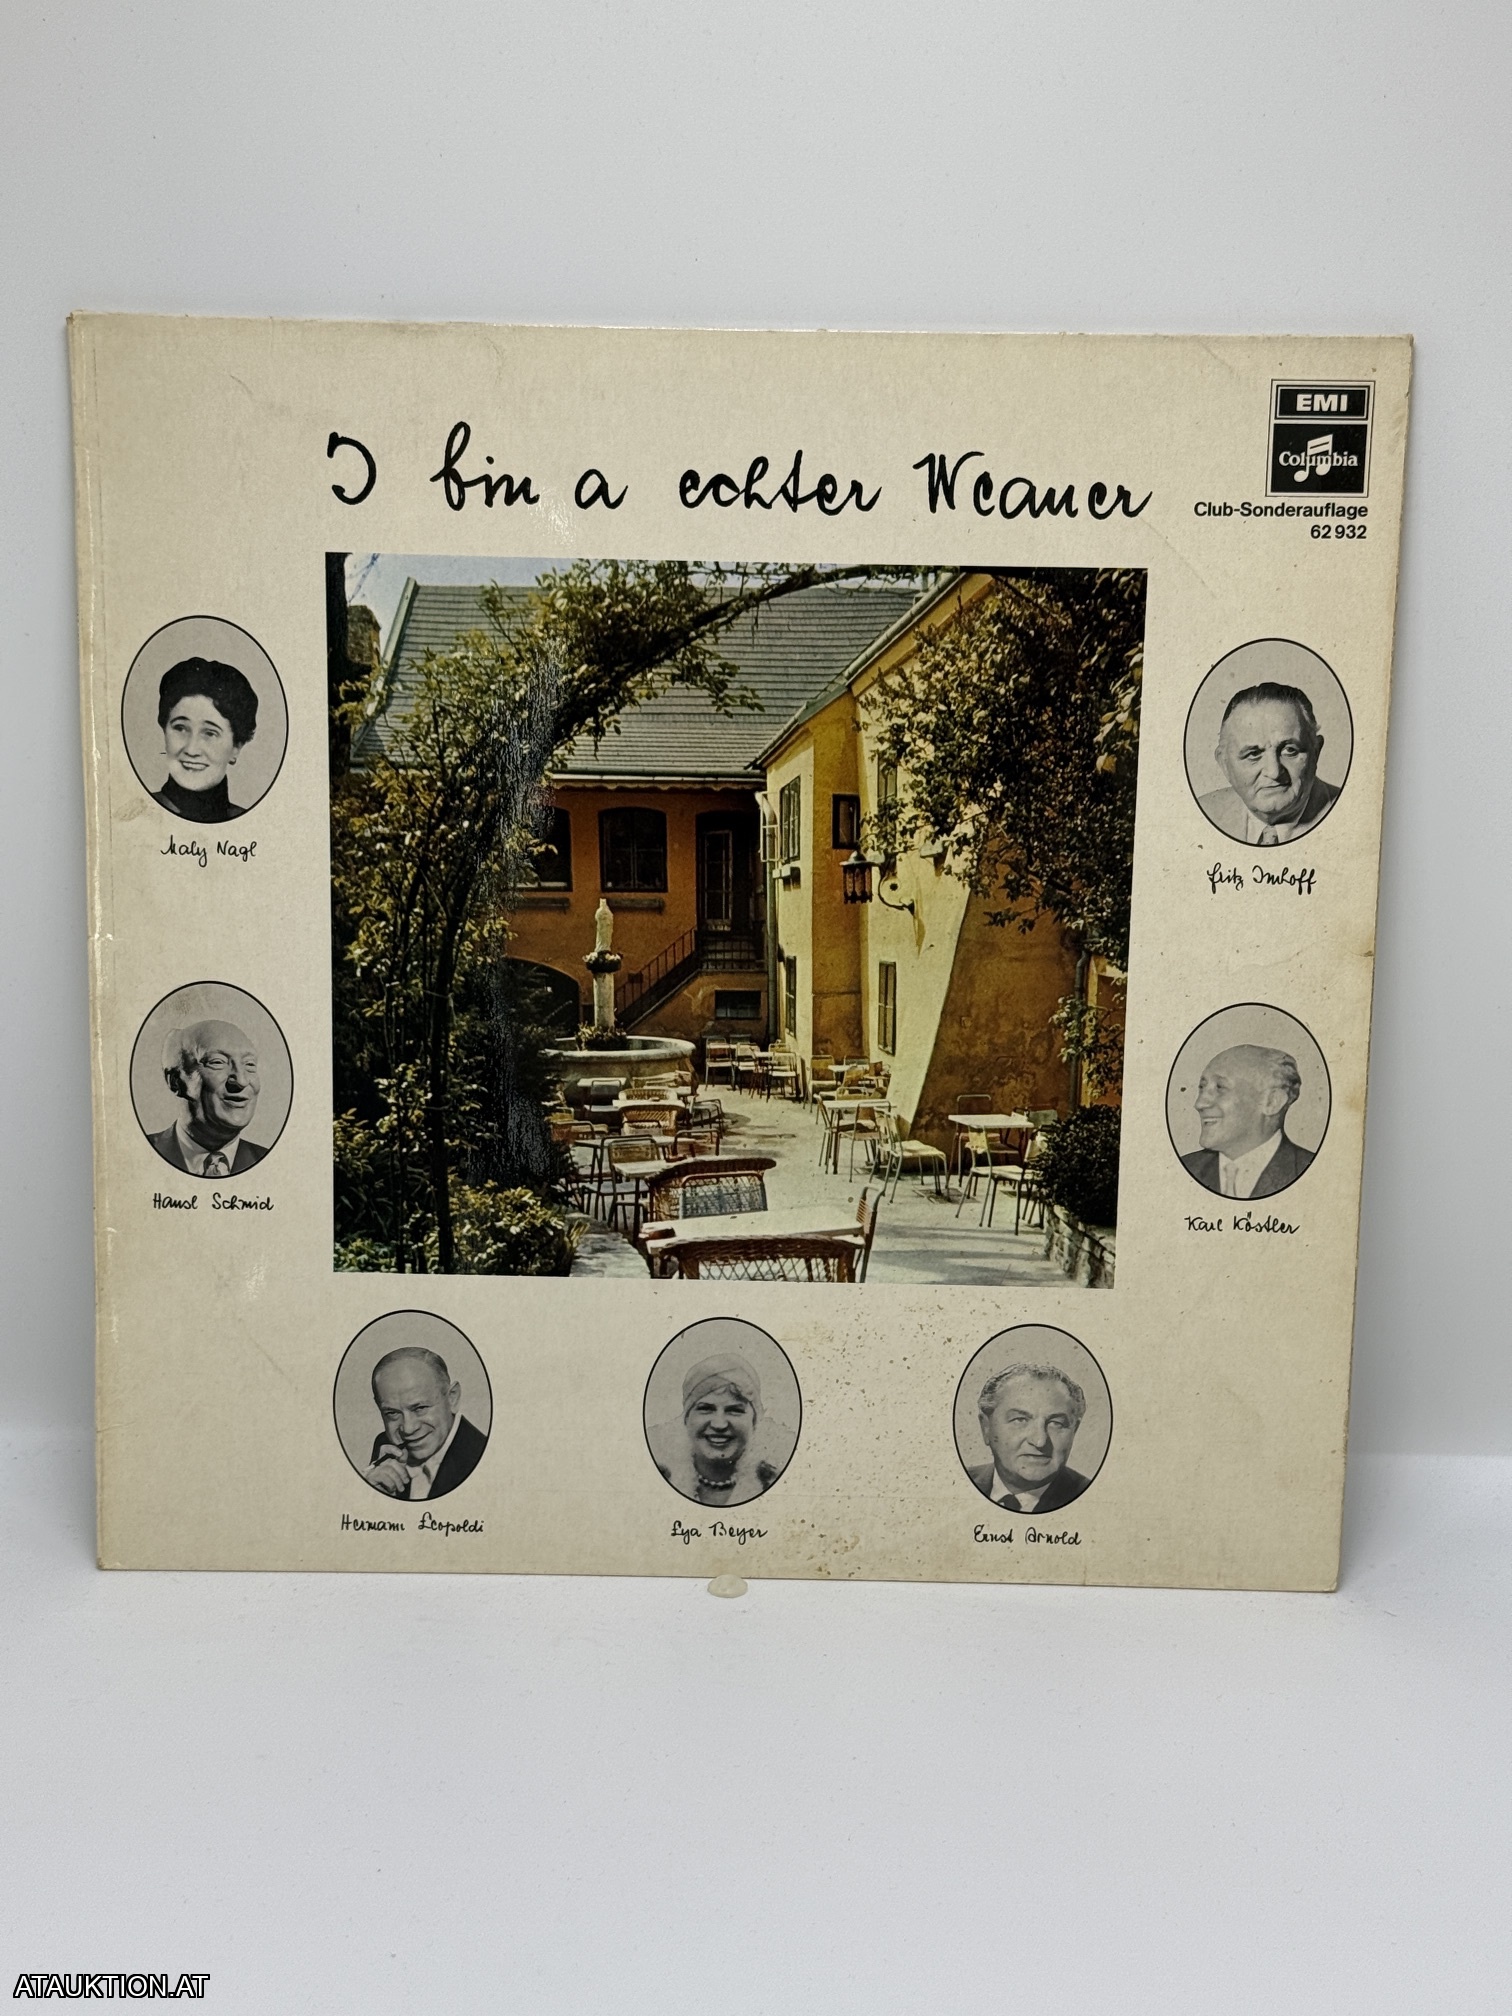 I bin a echter Weaner
EMI
Columbia
Club-Sonderauflage
62 932
Maly Nagl
Fritz Imhoff
Hansl Schmid
Karl Köstler
Hermann Leopoldi
Lya Beyer
Ernst Arnold
ATAUKTION.AT